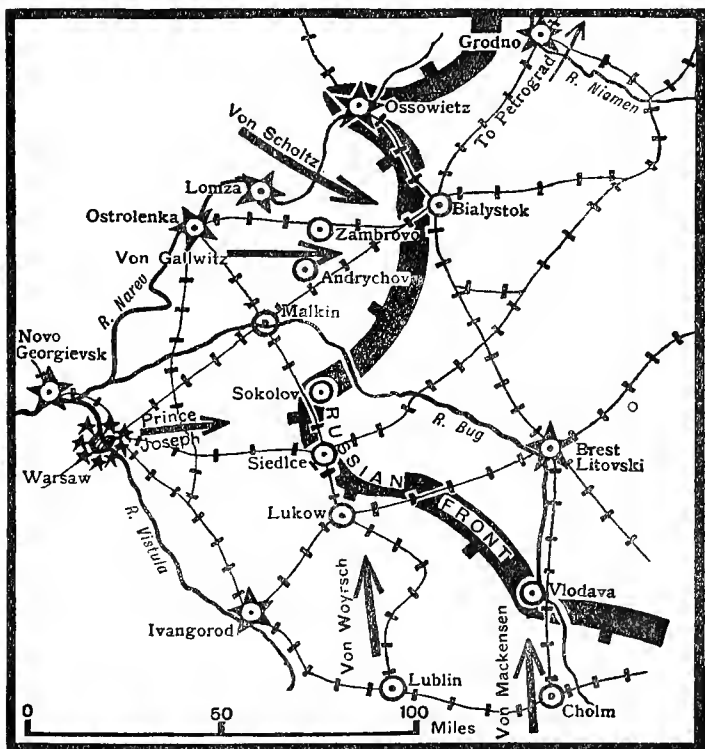 Grodno
R. Niemen
To Petrograd
Ossowietz
Von Scholtz
Lomza
Ostrolenka
Bialystok
Zambrovo
Von Gallwitz
Andrychov
R. Narev
Malkin
Novo
Georgievsk
Sokolov
Prince
Joseph
R. Bug
RUSSIAN FRONT
Warsaw
Siedlce
Brest
Litovski
Lukow
R. Vistula
Vlodava
Ivangorod
Von Woyrsch
Von Mackensen
Lublin
Cholm
0 50 100
Miles